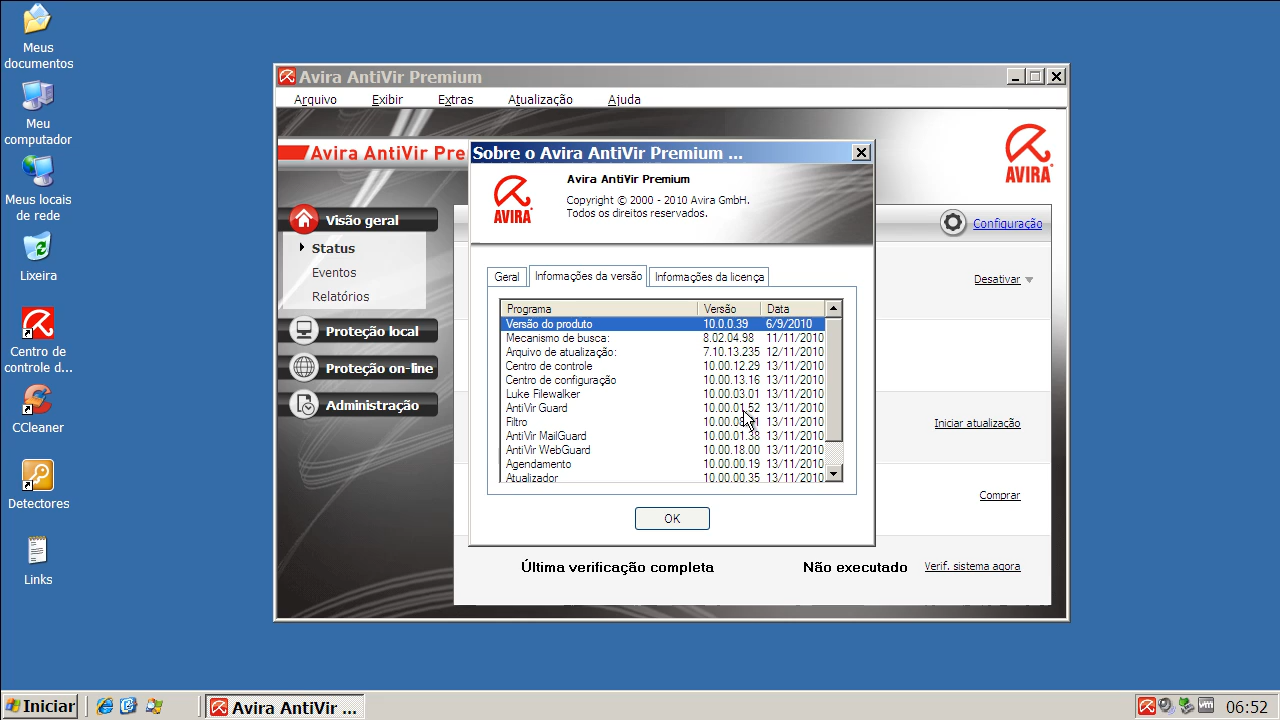 Meus
documentos
Meu
computador
Meus locais
de rede
Lixeira
Centro de
controle d...
CCleaner
Detectores
Links
Avira AntiVir Premium
Arquivo Exibir Extras Atualização Ajuda
Avira AntiVir Pre
AVIRA
Visão geral
Status
Eventos
Relatórios
Proteção local
Proteção on-line
Administração
Configuração
Desativar
Iniciar atualização
Comprar
Última verificação completa Não executado Verif. sistema agora
Sobre o Avira AntiVir Premium ...
AVIRA
Avira AntiVir Premium
Copyright © 2000 - 2010 Avira GmbH.
Todos os direitos reservados.
Geral Informações da versão Informações da licença
Programa Versão Data
Versão do produto 10.0.0.39 6/9/2010
Mecanismo de busca: 8.02.04.98 11/11/2010
Arquivo de atualização: 7.10.13.235 12/11/2010
Centro de controle 10.00.12.29 13/11/2010
Centro de configuração 10.00.13.16 13/11/2010
Luke Filewalker 10.00.03.01 13/11/2010
AntiVir Guard 10.00.01.52 13/11/2010
Filtro 13/11/2010
AntiVir MailGuard 10.00.01.38 13/11/2010
AntiVir WebGuard 10.00.18.00 13/11/2010
Agendamento 10.00.00.19 13/11/2010
Atualizador 10.00.00.35 13/11/2010
OK
Iniciar
Avira AntiVir ...
vm
06:52